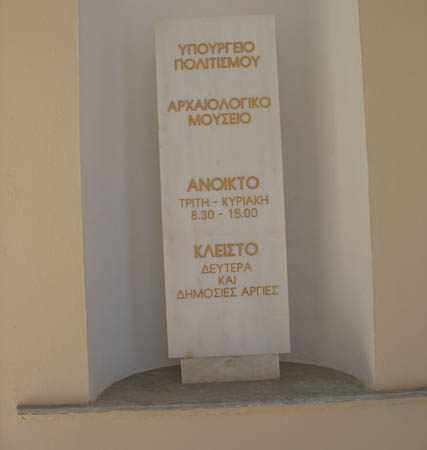 ΥΠΟΥΡΓΕΙΟ
ΠΟΛΙΤΙΣΜΟΥ
ΑΡΧΑΙΟΛΟΓΙΚΟ
ΜΟΥΣΕΙΟ
ΑΝΟΙΚΤΟ
ΤΡΙΤΗ - ΚΥΡΙΑΚΗ
8.30 - 15.00
ΚΛΕΙΣΤΟ
ΔΕΥΤΕΡΑ
ΚΑΙ
ΔΗΜΟΣΙΕΣ ΑΡΓΙΕΣ